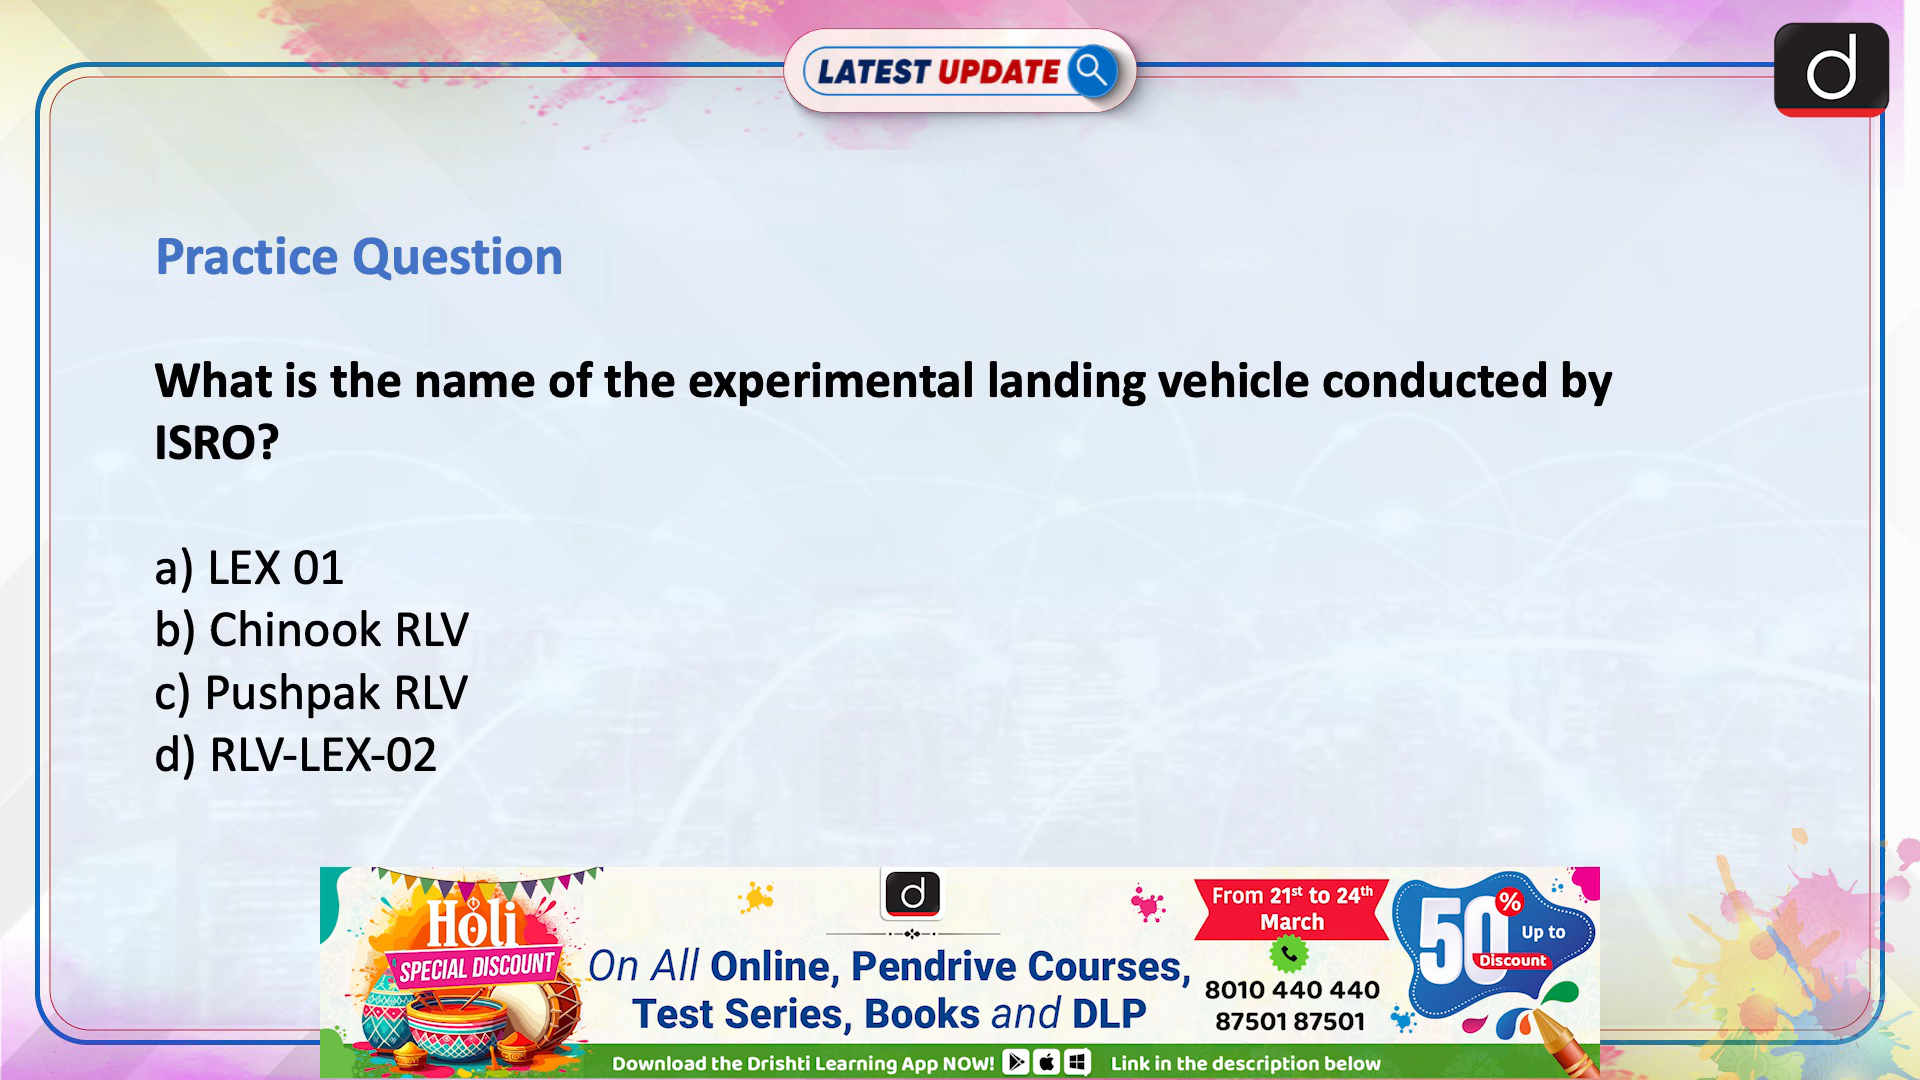 LATEST UPDATE
d
Practice Question
What is the name of the experimental landing vehicle conducted by
ISRO?
a) LEX 01
b) Chinook RLV
c) Pushpak RLV
d) RLV-LEX-02
Holi
SPECIAL DISCOUNT
d
On All Online, Pendrive Courses,
Test Series, Books and DLP
From 21st to 24th
March
8010 440 440
87501 87501
50%
Up to
Discount
Download the Drishti Learning App NOW!
Link in the description below